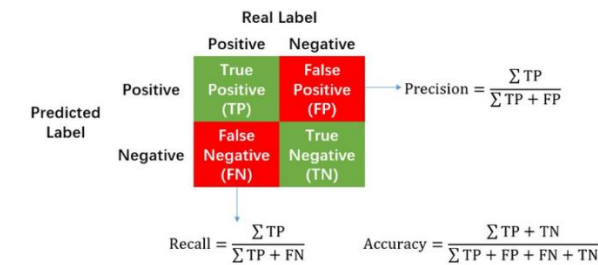 Real Label
Positive Negative
True Positive (TP)
False Positive (FP)
Positive
Precision = ∑ TP / ∑ TP + FP
Predicted Label
False Negative (FN)
True Negative (TN)
Negative
Recall = ∑ TP / ∑ TP + FN
Accuracy = ∑ TP + TN / ∑ TP + FP + FN + TN